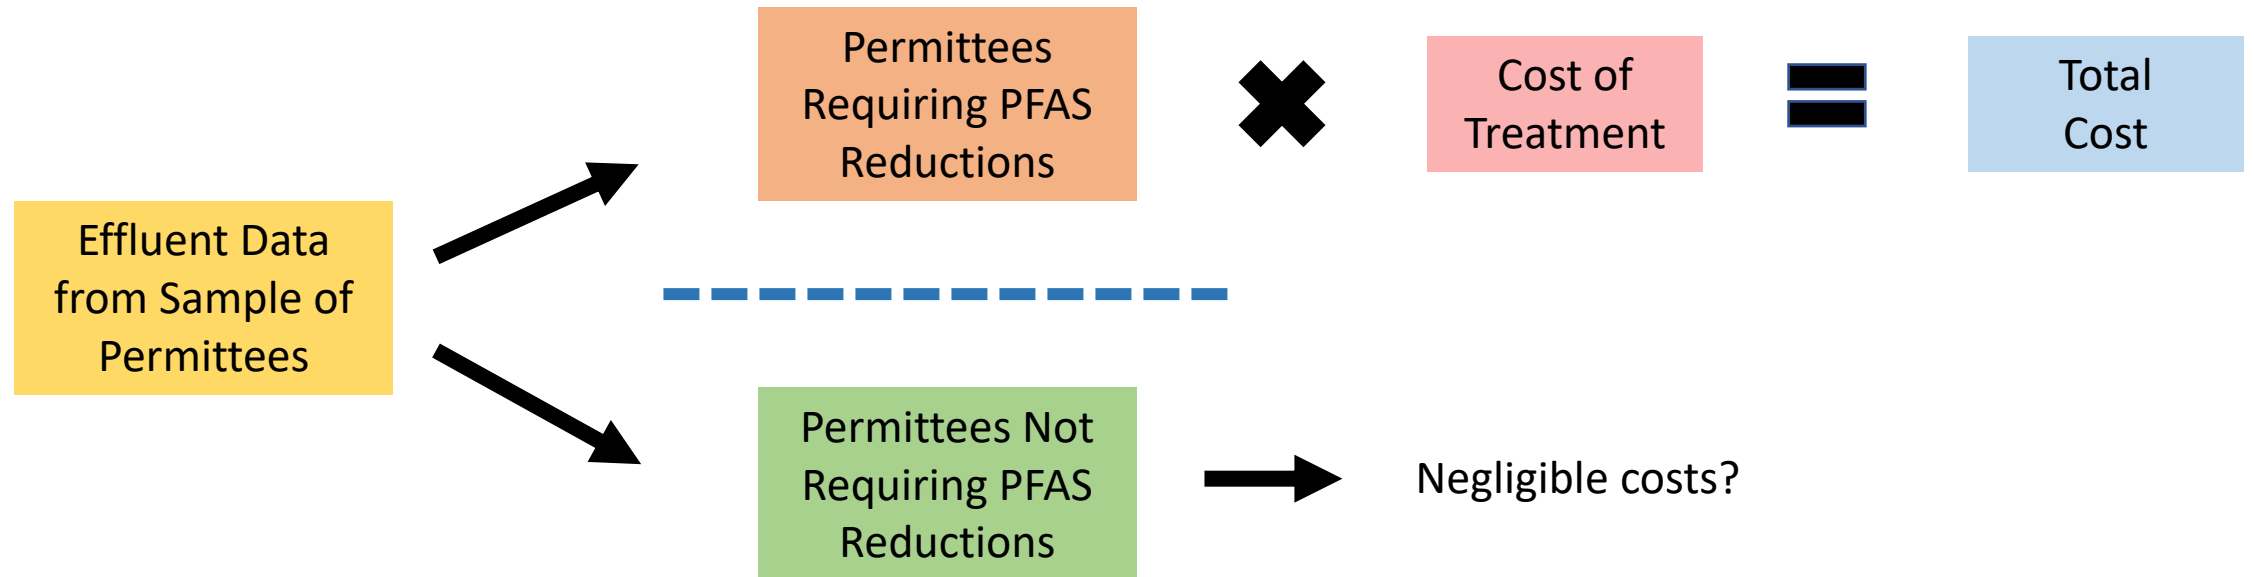 Effluent Data
from Sample of
Permittees
Permittees
Requiring PFAS
Reductions
Cost of
Treatment
Total
Cost
Permittees Not
Requiring PFAS
Reductions
Negligible costs?